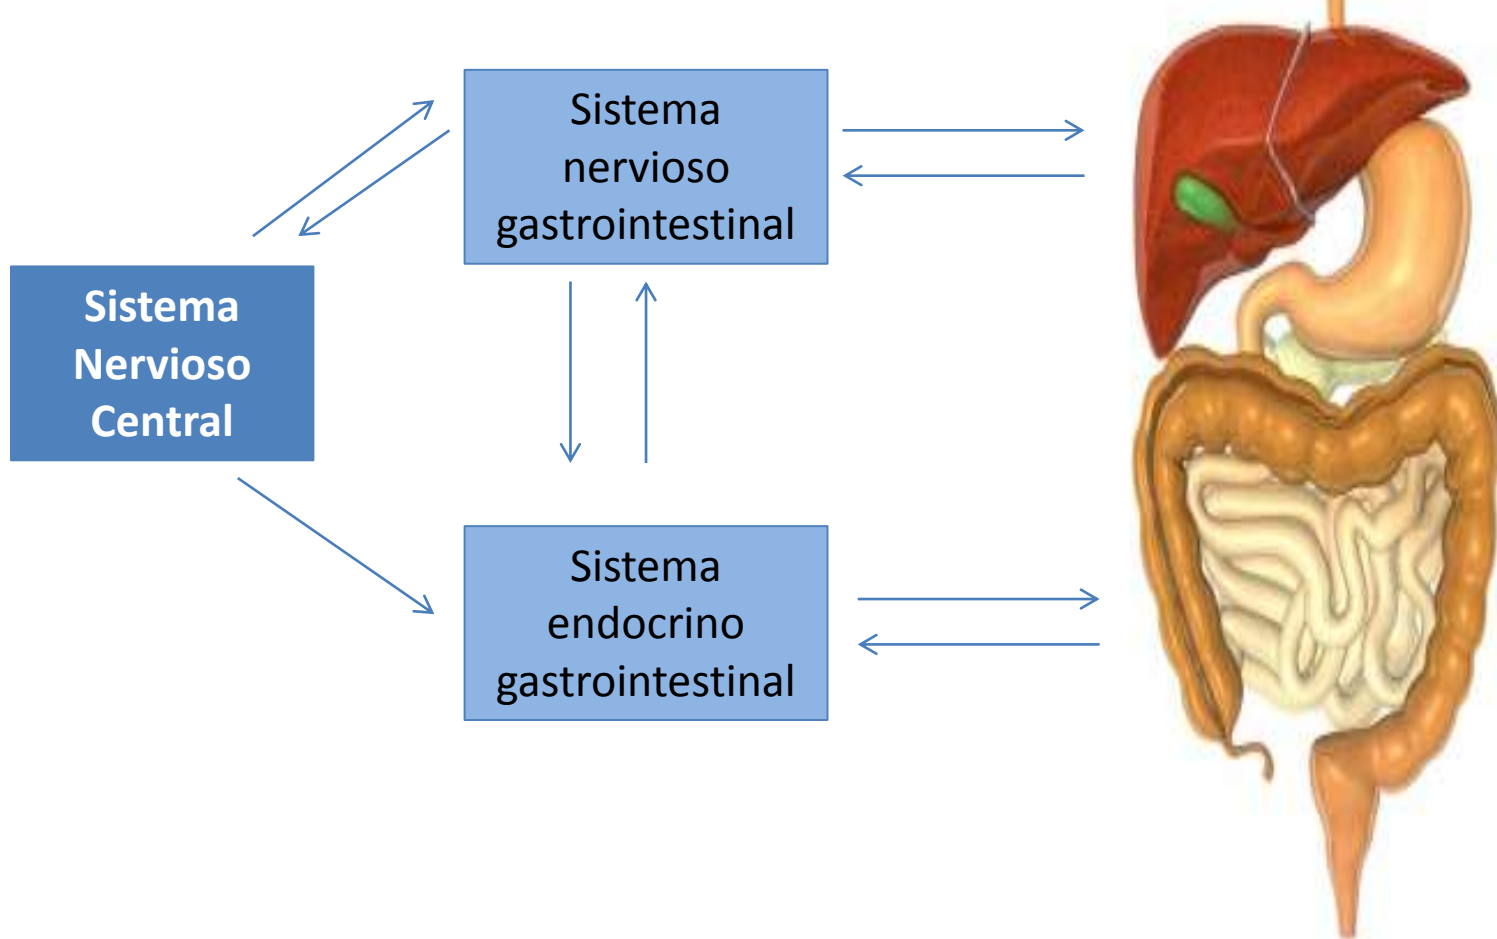 Sistema
nervioso
gastrointestinal
Sistema
Nervioso
Central
Sistema
endocrino
gastrointestinal